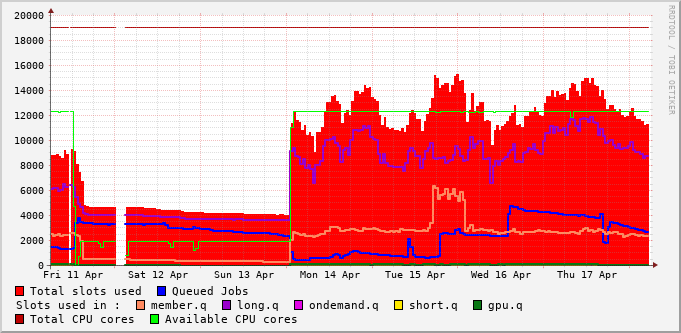 RRDTOOL / TOBI OETIKER
20000
18000
16000
14000
12000
10000
8000
6000
4000
2000
0
Fri 11 Apr Sat 12 Apr Sun 13 Apr Mon 14 Apr Tue 15 Apr Wed 16 Apr Thu 17 Apr
Total slots used Queued Jobs
Slots used in : member.q long.q ondemand.q short.q gpu.q
Total CPU cores Available CPU cores